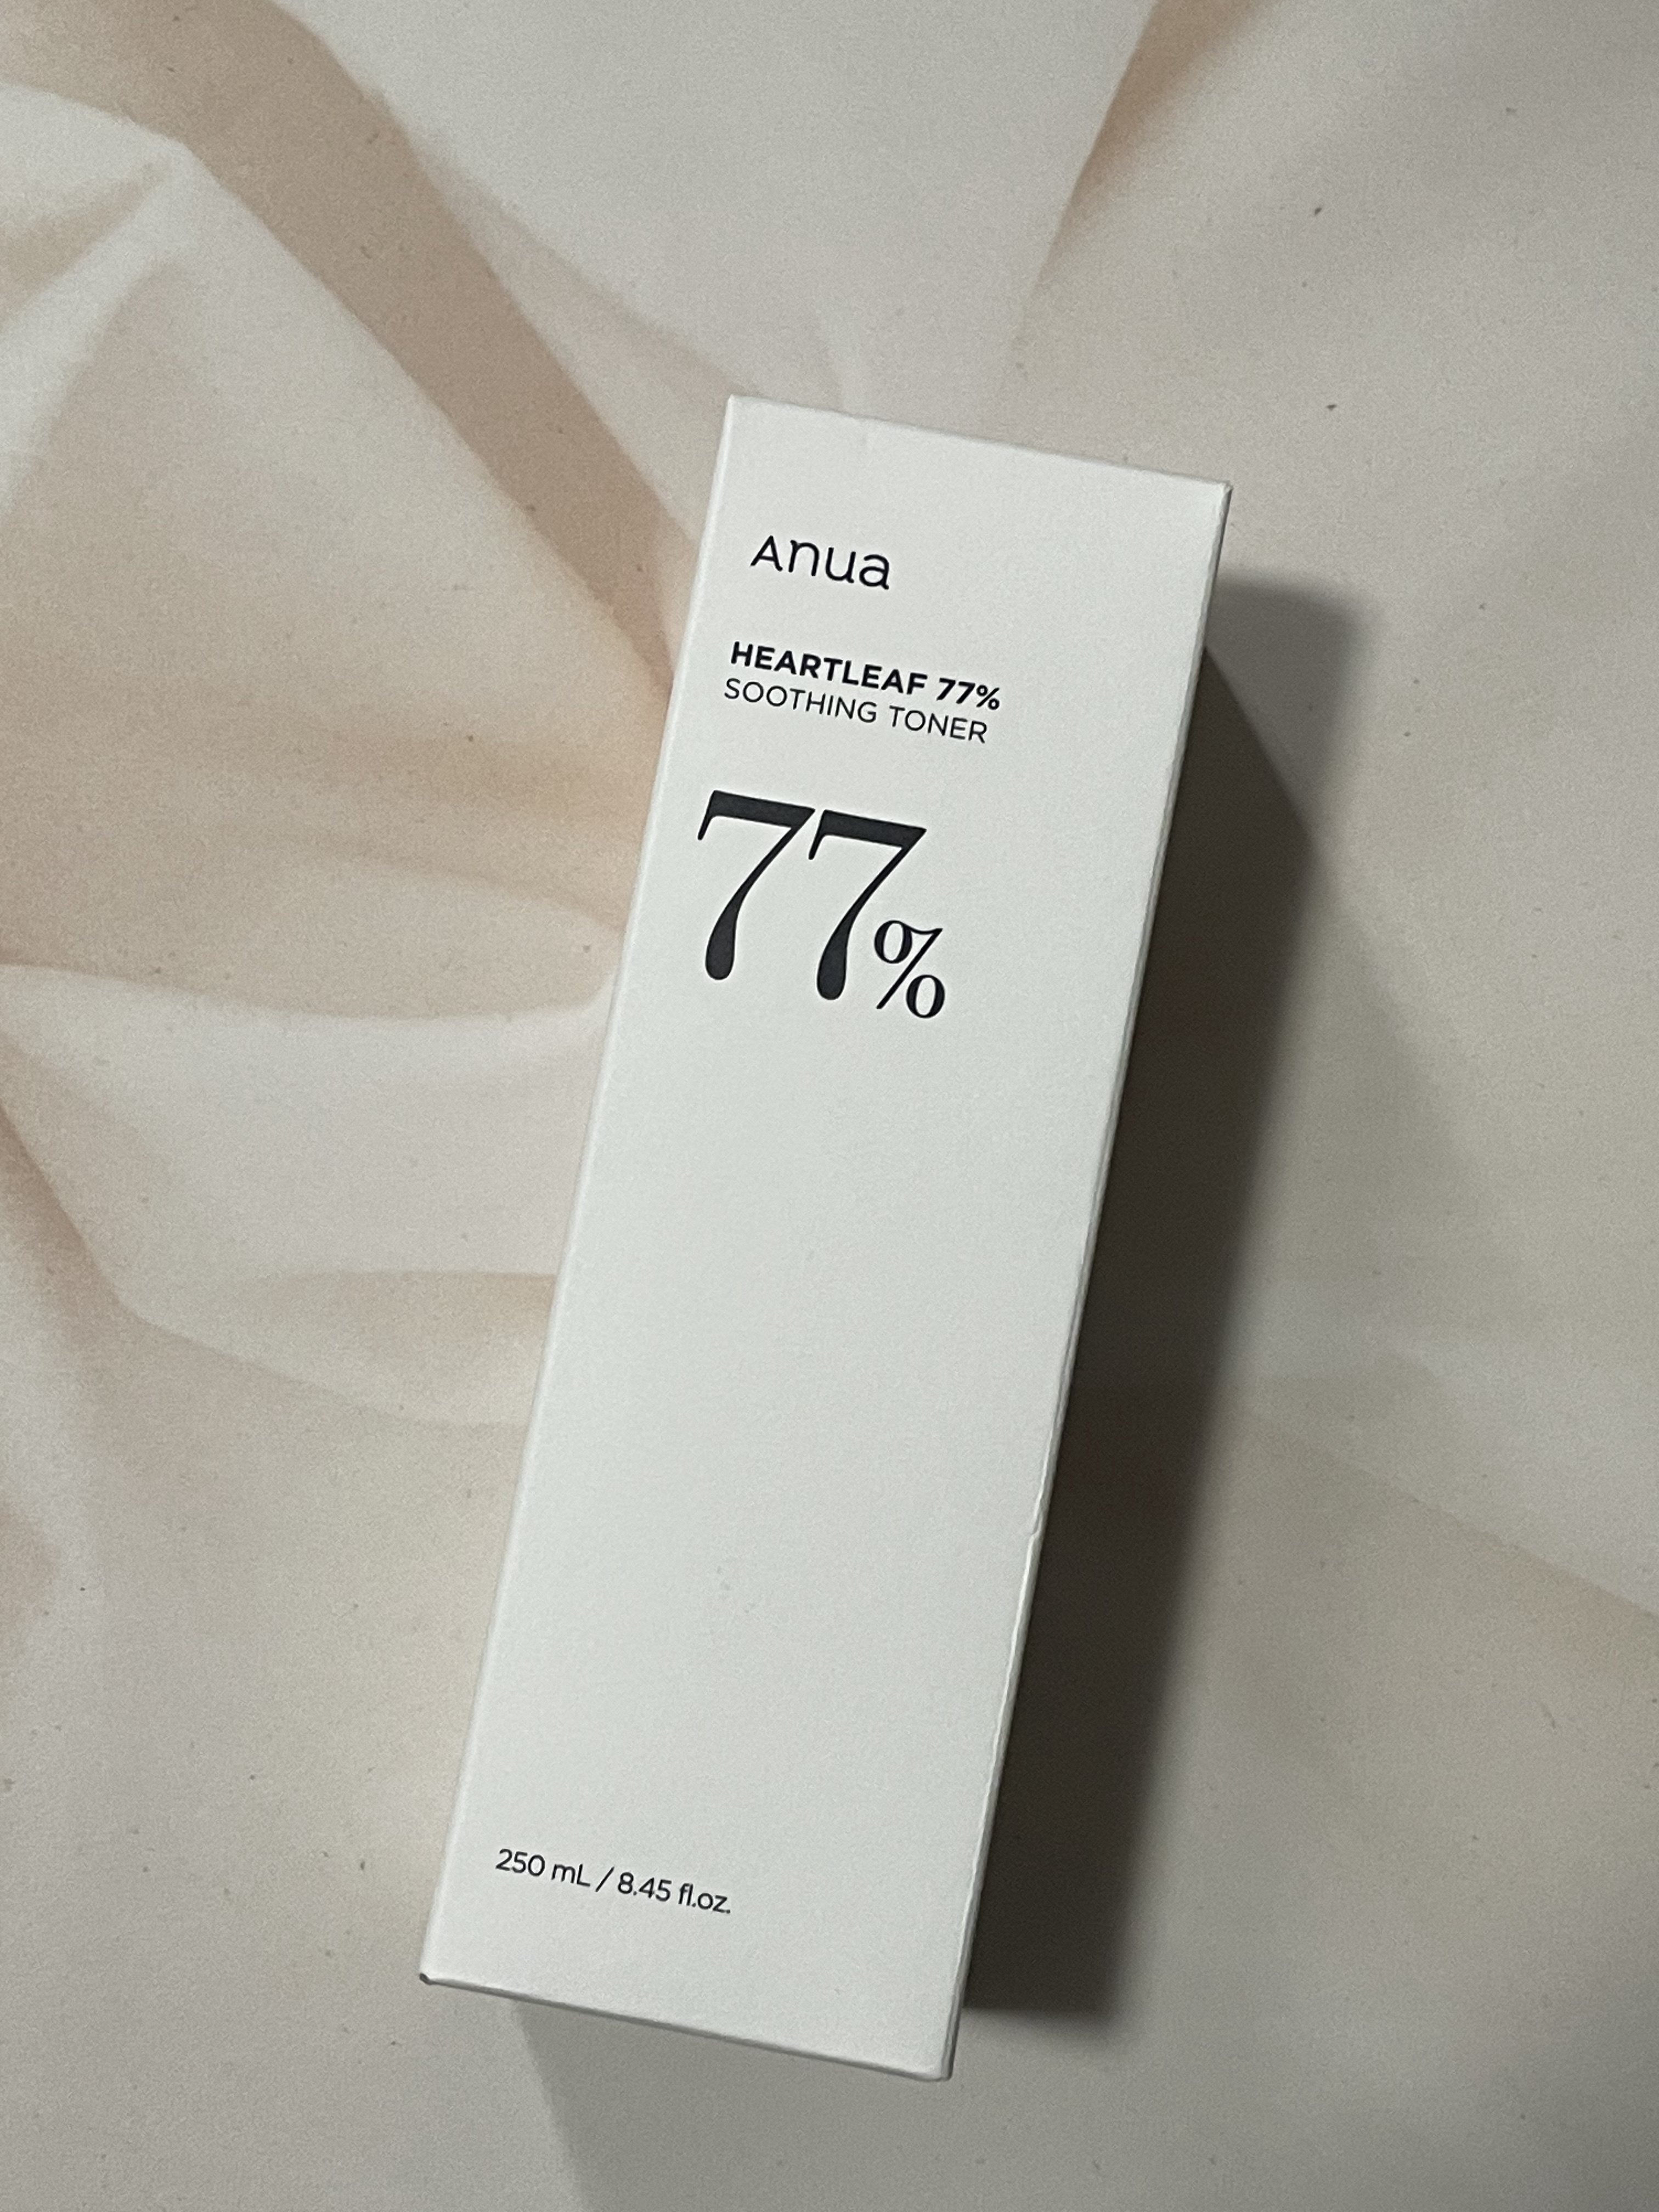 Anua
HEARTLEAF 77%
SOOTHING TONER
77%
250 mL / 8.45 fl.oz.